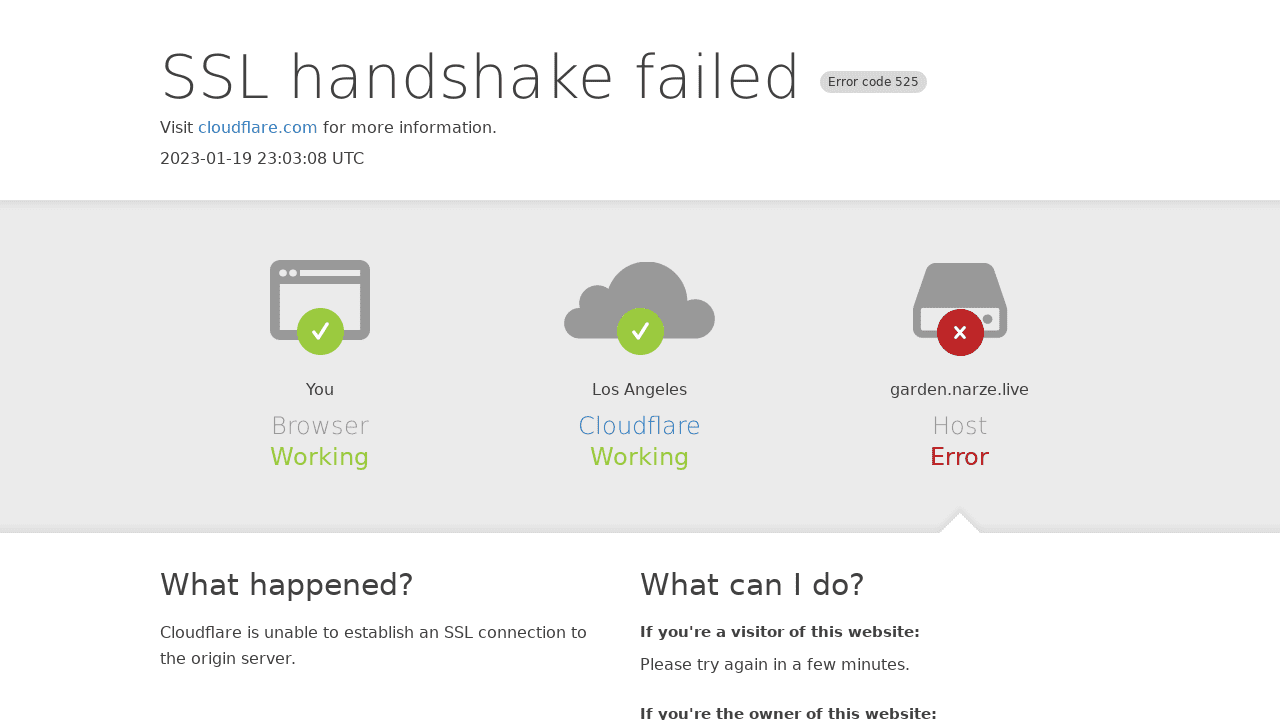 SSL handshake failed Error code 525
Visit cloudflare.com for more information.
2023-01-19 23:03:08 UTC
You
Browser
Working
Los Angeles
Cloudflare
Working
garden.narze.live
Host
Error
What happened?
Cloudflare is unable to establish an SSL connection to
the origin server.
What can I do?
If you're a visitor of this website:
Please try again in a few minutes.
If you're the owner of this website: